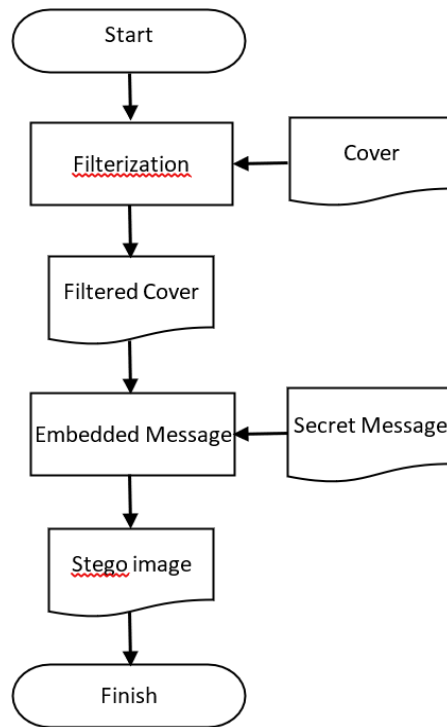 Start
Filterization
Cover
Filtered Cover
Embedded Message
Secret Message
Stego image
Finish